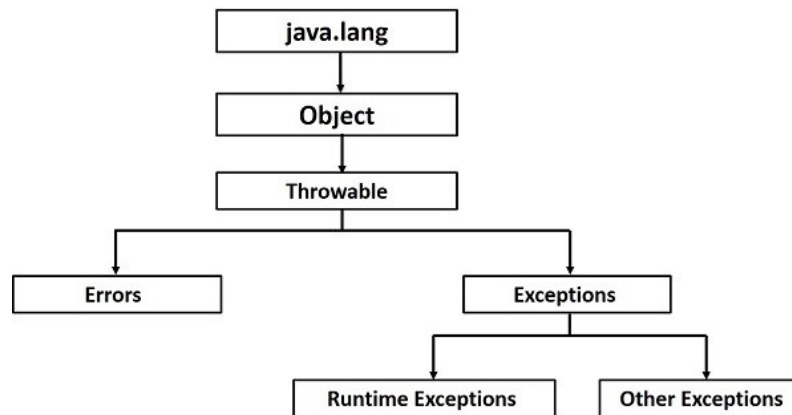 java.lang
Object
Throwable
Errors
Exceptions
Runtime Exceptions
Other Exceptions